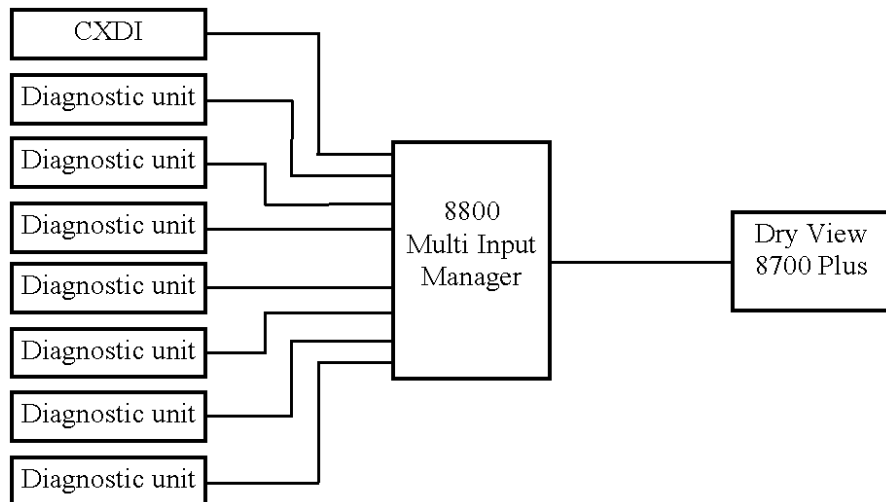 CXDI
Diagnostic unit
Diagnostic unit
Diagnostic unit
Diagnostic unit
Diagnostic unit
Diagnostic unit
Diagnostic unit
8800
Multi Input
Manager
Dry View
8700 Plus